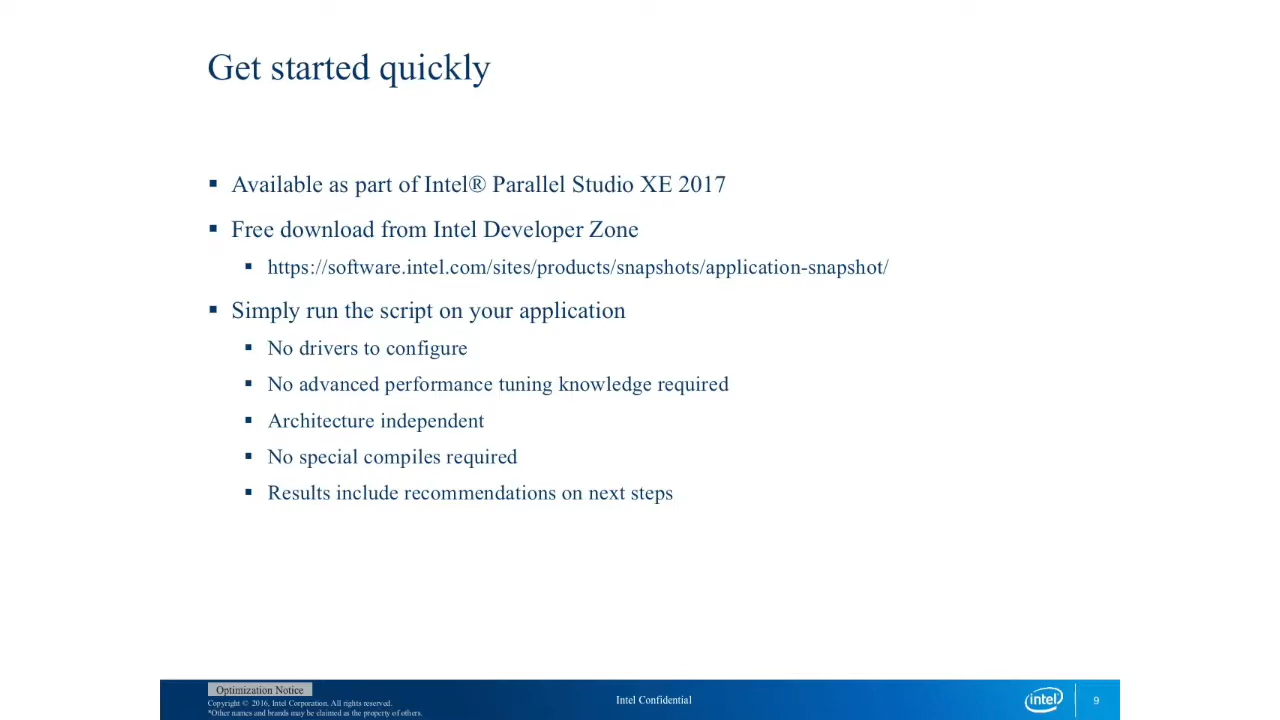 Get started quickly
▪ Available as part of Intel® Parallel Studio XE 2017
▪ Free download from Intel Developer Zone
▪ https://software.intel.com/sites/products/snapshots/application-snapshot/
▪ Simply run the script on your application
▪ No drivers to configure
▪ No advanced performance tuning knowledge required
▪ Architecture independent
▪ No special compiles required
▪ Results include recommendations on next steps
Optimization Notice
Copyright © 2016, Intel Corporation. All rights reserved.
*Other names and brands may be claimed as the property of others.
Intel Confidential
intel
9